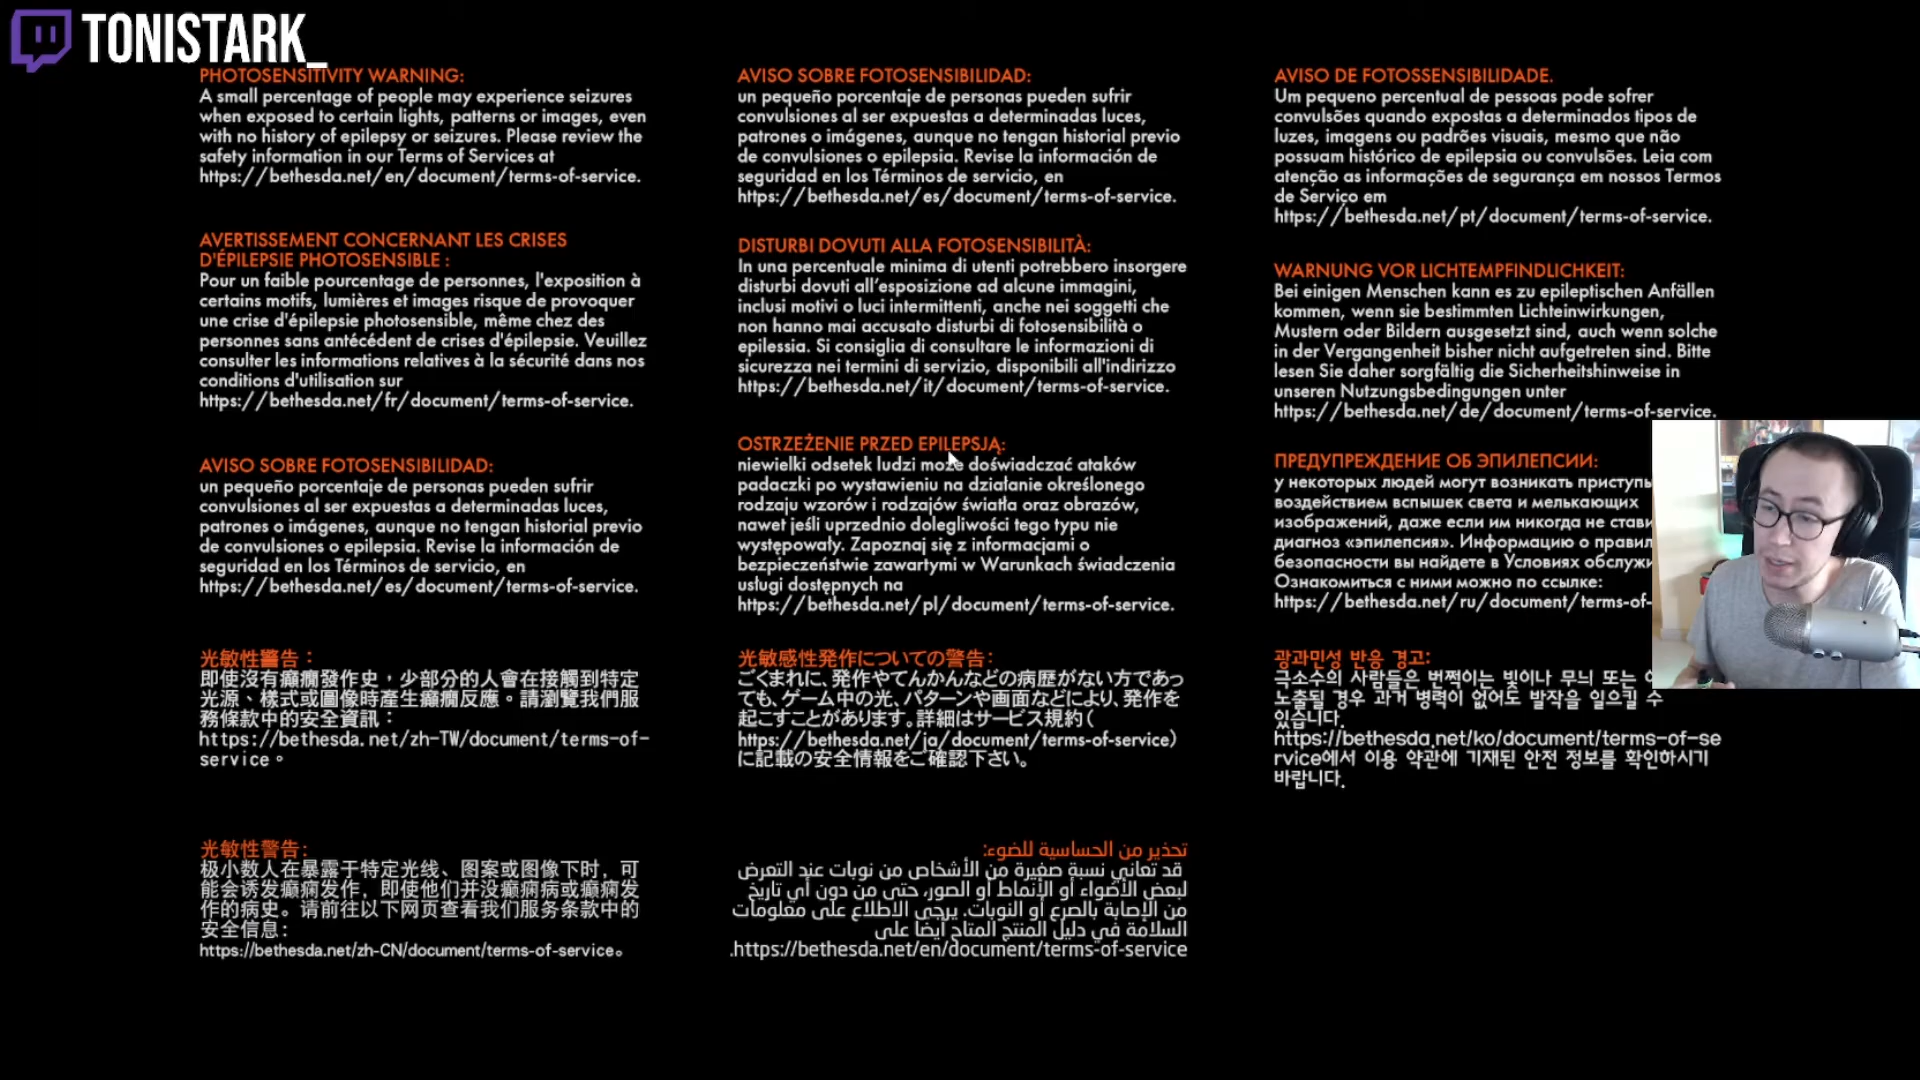 TONISTARK_
PHOTOSENSITIVITY WARNING:
A small percentage of people may experience seizures
when exposed to certain lights, patterns or images, even
with no history of epilepsy or seizures. Please review the
safety information in our Terms of Services at
https://bethesda.net/en/document/terms-of-service.
AVERTISSEMENT CONCERNANT LES CRISES
D'ÉPILEPSIE PHOTOSENSIBLE :
Pour un faible pourcentage de personnes, l'exposition à
certains motifs, lumières et images risque de provoquer
une crise d'épilepsie photosensible, même chez des
personnes sans antécédent de crises d'épilepsie. Veuillez
consulter les informations relatives à la sécurité dans nos
conditions d'utilisation sur
https://bethesda.net/fr/document/terms-of-service.
AVISO SOBRE FOTOSENSIBILIDAD:
un pequeño porcentaje de personas pueden sufrir
convulsiones al ser expuestas a determinadas luces,
patrones o imágenes, aunque no tengan historial previo
de convulsiones o epilepsia. Revise la información de
seguridad en los Términos de servicio, en
https://bethesda.net/es/document/terms-of-service.
光敏性警告：
即使沒有癲癇發作史，少部分的人會在接觸到特定
光源、樣式或圖像時產生癲癇反應。請瀏覽我們服
務條款中的安全資訊：
https://bethesda.net/zh-TW/document/terms-of-
service。
光敏性警告:
极小数人在暴露于特定光线、图案或图像下时，可
能会诱发癫痫发作，即使他们并没癫痫病或癫痫发
作的病史。请前往以下网页查看我们服务条款中的
安全信息:
https://bethesda.net/zh-CN/document/terms-of-service。
AVISO SOBRE FOTOSENSIBILIDAD:
un pequeño porcentaje de personas pueden sufrir
convulsiones al ser expuestas a determinadas luces,
patrones o imágenes, aunque no tengan historial previo
de convulsiones o epilepsia. Revise la información de
seguridad en los Términos de servicio, en
https://bethesda.net/es/document/terms-of-service.
DISTURBI DOVUTI ALLA FOTOSENSIBILITÀ:
In una percentuale minima di utenti potrebbero insorgere
disturbi dovuti all’esposizione ad alcune immagini,
inclusi motivi o luci intermittenti, anche nei soggetti che
non hanno mai accusato disturbi di fotosensibilità o
epilessia. Si consiglia di consultare le informazioni di
sicurezza nei termini di servizio, disponibili all'indirizzo
https://bethesda.net/it/document/terms-of-service.
OSTRZEŻENIE PRZED EPILEPSJĄ:
niewielki odsetek ludzi może doświadczać ataków
padaczki po wystawieniu na działanie określonego
rodzaju wzorów i rodzajów światła oraz obrazów,
nawet jeśli uprzednio dolegliwości tego typu nie
występowały. Zapoznaj się z informacjami o
bezpieczeństwie zawartymi w Warunkach świadczenia
usługi dostępnych na
https://bethesda.net/pl/document/terms-of-service.
光敏感性発作についての警告:
ごくまれに、発作やてんかんなどの病歴がない方であっ
ても、ゲーム中の光、パターンや画面などにより、発作を
起こすことがあります。詳細はサービス規約（
https://bethesda.net/ja/document/terms-of-service）
に記載の安全情報をご確認下さい。
تحذير من الحساسية للضوء:
قد تعاني نسبة صغيرة من الأشخاص من نوبات عند التعرض
لبعض الأضواء أو الأنماط أو الصور، حتى من دون أي تاريخ
من الإصابة بالصرع أو النوبات. يرجى الاطلاع على معلومات
السلامة في دليل المنتج المتاح أيضًا على
https://bethesda.net/en/document/terms-of-service.
AVISO DE FOTOSSENSIBILIDADE.
Um pequeno percentual de pessoas pode sofrer
convulsões quando expostas a determinados tipos de
luzes, imagens ou padrões visuais, mesmo que não
possuam histórico de epilepsia ou convulsões. Leia com
atenção as informações de segurança em nossos Termos
de Serviço em
https://bethesda.net/pt/document/terms-of-service.
WARNUNG VOR LICHTEMPFINDLICHKEIT:
Bei einigen Menschen kann es zu epileptischen Anfällen
kommen, wenn sie bestimmten Lichteinwirkungen,
Mustern oder Bildern ausgesetzt sind, auch wenn solche
in der Vergangenheit bisher nicht aufgetreten sind. Bitte
lesen Sie daher sorgfältig die Sicherheitshinweise in
unseren Nutzungsbedingungen unter
https://bethesda.net/de/document/terms-of-service.
ПРЕДУПРЕЖДЕНИЕ ОБ ЭПИЛЕПСИИ:
у некоторых людей могут возникать приступы
воздействием вспышек света и мелькающих
изображений, даже если им никогда не стави
диагноз «эпилепсия». Информацию о правил
безопасности вы найдете в Условиях обслужи
Ознакомиться с ними можно по ссылке:
https://bethesda.net/ru/document/terms-of-
광과민성 반응 경고:
극소수의 사람들은 번쩍이는 빛이나 무늬 또는
노출될 경우 과거 병력이 없어도 발작을 일으킬 수
있습니다.
https://bethesda.net/ko/document/terms-of-se
rvice에서 이용 약관에 기재된 안전 정보를 확인하시기
바랍니다.